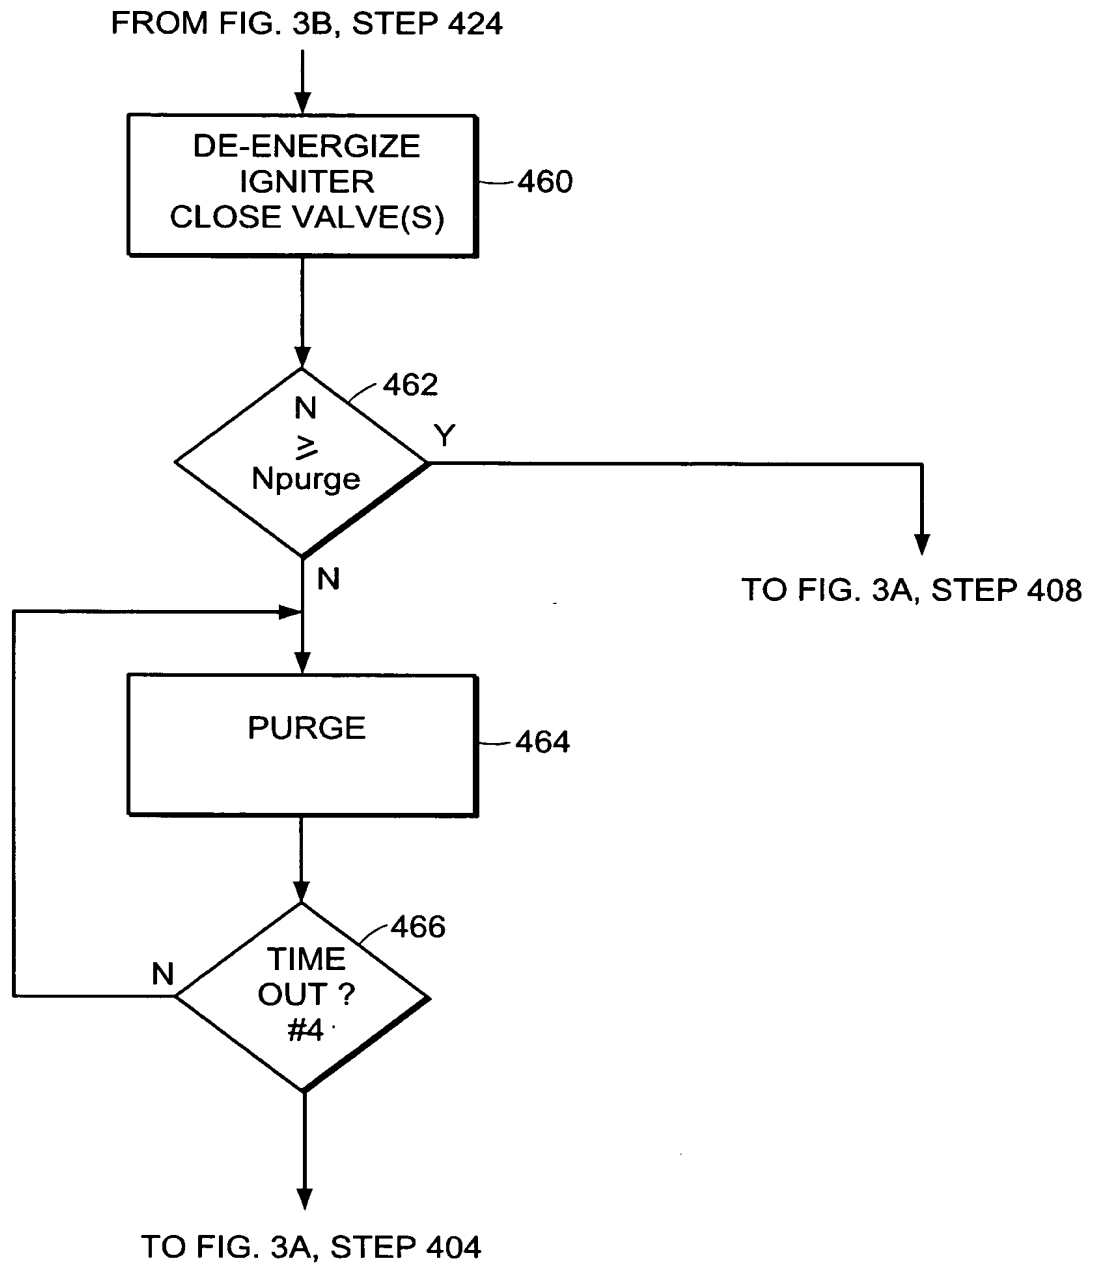 FROM FIG. 3B, STEP 424
DE-ENERGIZE
IGNITER
CLOSE VALVE(S)
460
462
N
≥
Npurge
Y
N
TO FIG. 3A, STEP 408
PURGE
464
466
N
TIME
OUT ?
#4
TO FIG. 3A, STEP 404